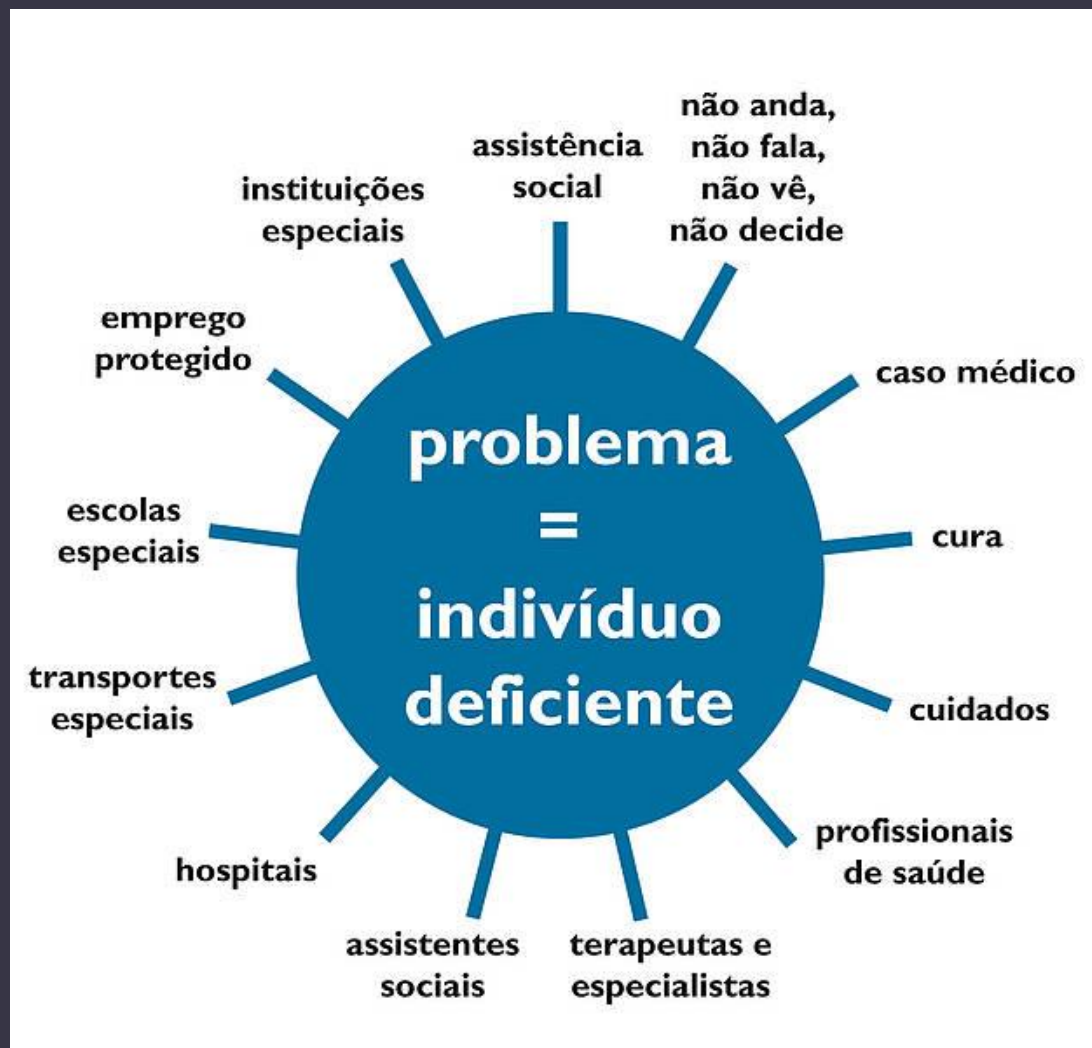 problema
=
indivíduo
deficiente
assistência
social
não anda,
não fala,
não vê,
não decide
caso médico
cura
cuidados
profissionais
de saúde
terapeutas e
especialistas
assistentes
sociais
hospitais
transportes
especiais
escolas
especiais
emprego
protegido
instituições
especiais